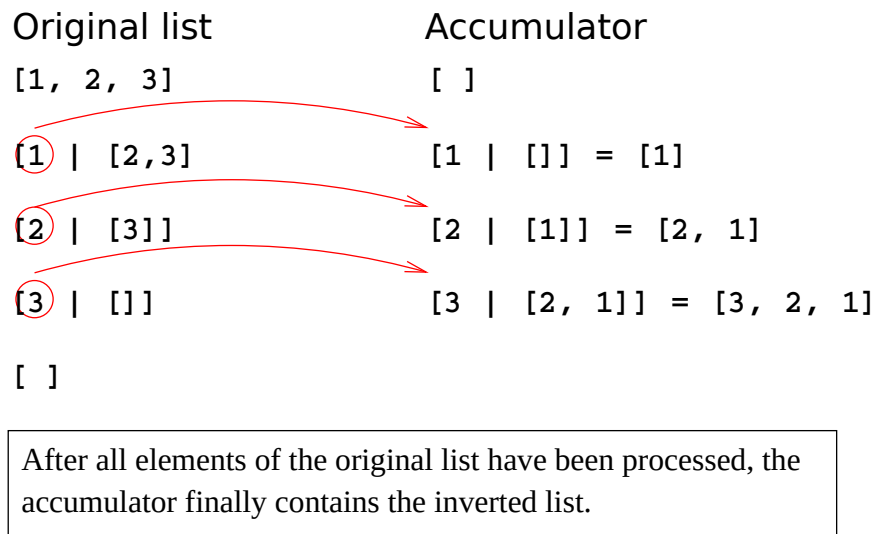 Original list Accumulator
[1, 2, 3] [ ]
[1 | [2,3] [1 | []] = [1]
[2 | [3]] [2 | [1]] = [2, 1]
[3 | []] [3 | [2, 1]] = [3, 2, 1]
[ ]
After all elements of the original list have been processed, the
accumulator finally contains the inverted list.